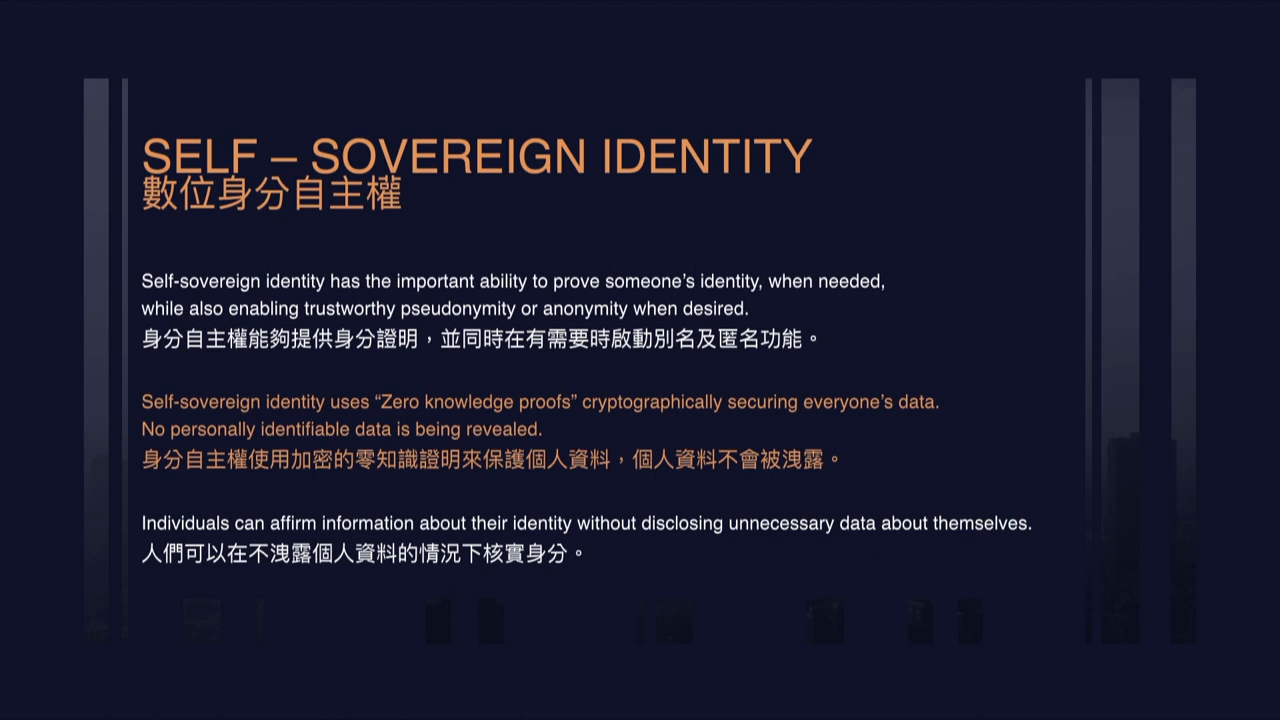 SELF – SOVEREIGN IDENTITY
數位身分自主權
Self-sovereign identity has the important ability to prove someone’s identity, when needed,
while also enabling trustworthy pseudonymity or anonymity when desired.
身分自主權能夠提供身分證明，並同時在有需要時啟動別名及匿名功能。
Self-sovereign identity uses “Zero knowledge proofs” cryptographically securing everyone’s data.
No personally identifiable data is being revealed.
身分自主權使用加密的零知識證明來保護個人資料，個人資料不會被洩露。
Individuals can affirm information about their identity without disclosing unnecessary data about themselves.
人們可以在不洩露個人資料的情況下核實身分。